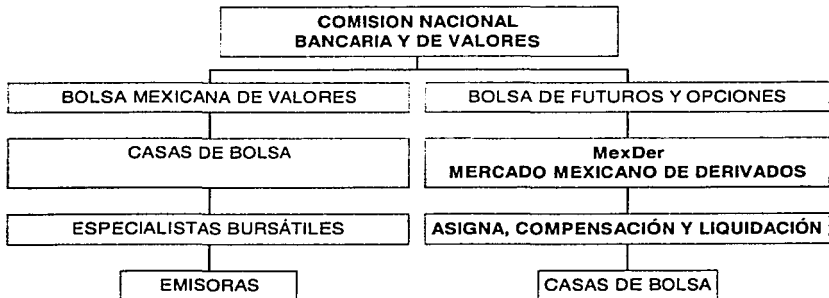 COMISION NACIONAL
BANCARIA Y DE VALORES
BOLSA MEXICANA DE VALORES
BOLSA DE FUTUROS Y OPCIONES
CASAS DE BOLSA
MexDer
MERCADO MEXICANO DE DERIVADOS
ESPECIALISTAS BURSÁTILES
ASIGNA, COMPENSACIÓN Y LIQUIDACIÓN
EMISORAS
CASAS DE BOLSA